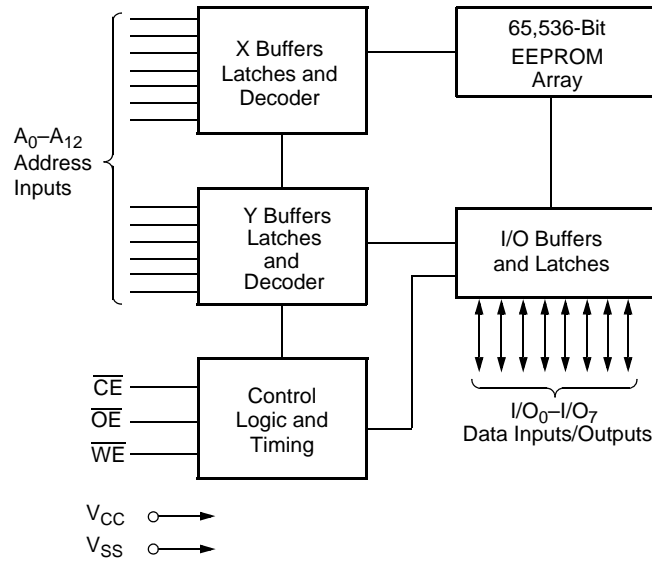 X Buffers
Latches and
Decoder
65,536-Bit
EEPROM
Array
A0–A12
Address
Inputs
Y Buffers
Latches
and
Decoder
I/O Buffers
and Latches
CE
OE
WE
Control
Logic and
Timing
I/O0–I/O7
Data Inputs/Outputs
VCC
VSS